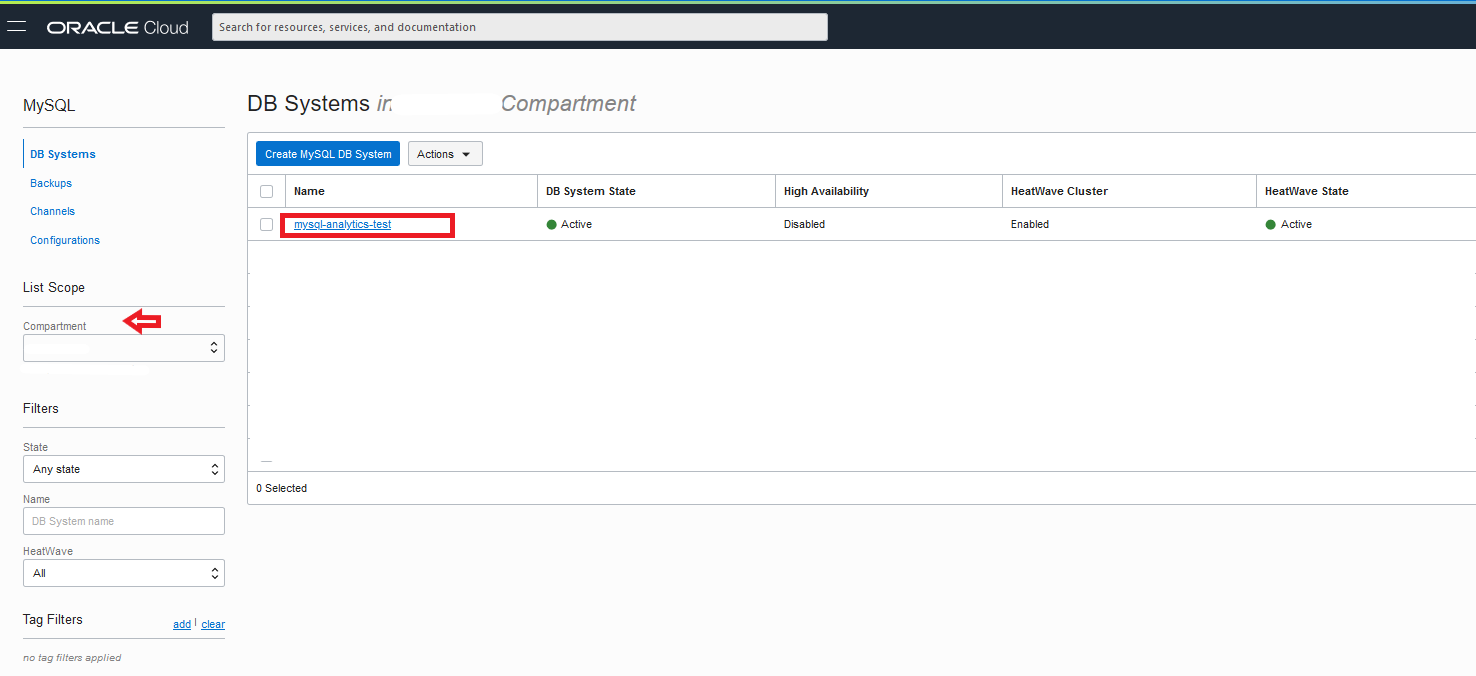 ORACLE Cloud
Search for resources, services, and documentation
MySQL
DB Systems
Backups
Channels
Configurations
List Scope
Compartment
Filters
State
Any state
Name
DB System name
HeatWave
All
Tag Filters
add | clear
no tag filters applied
DB Systems in Compartment
Create MySQL DB System Actions
Name DB System State High Availability HeatWave Cluster HeatWave State
mysql-analytics-test Active Disabled Enabled Active
0 Selected